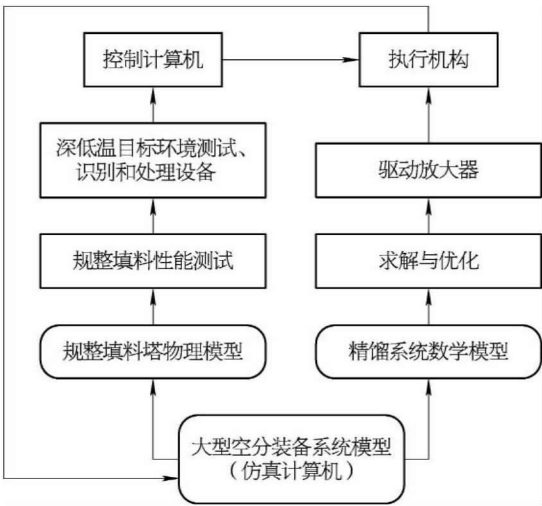 控制计算机
执行机构
深低温目标环境测试、
识别和处理设备
驱动放大器
规整填料性能测试
求解与优化
规整填料塔物理模型
精馏系统数学模型
大型空分装备系统模型
（仿真计算机）